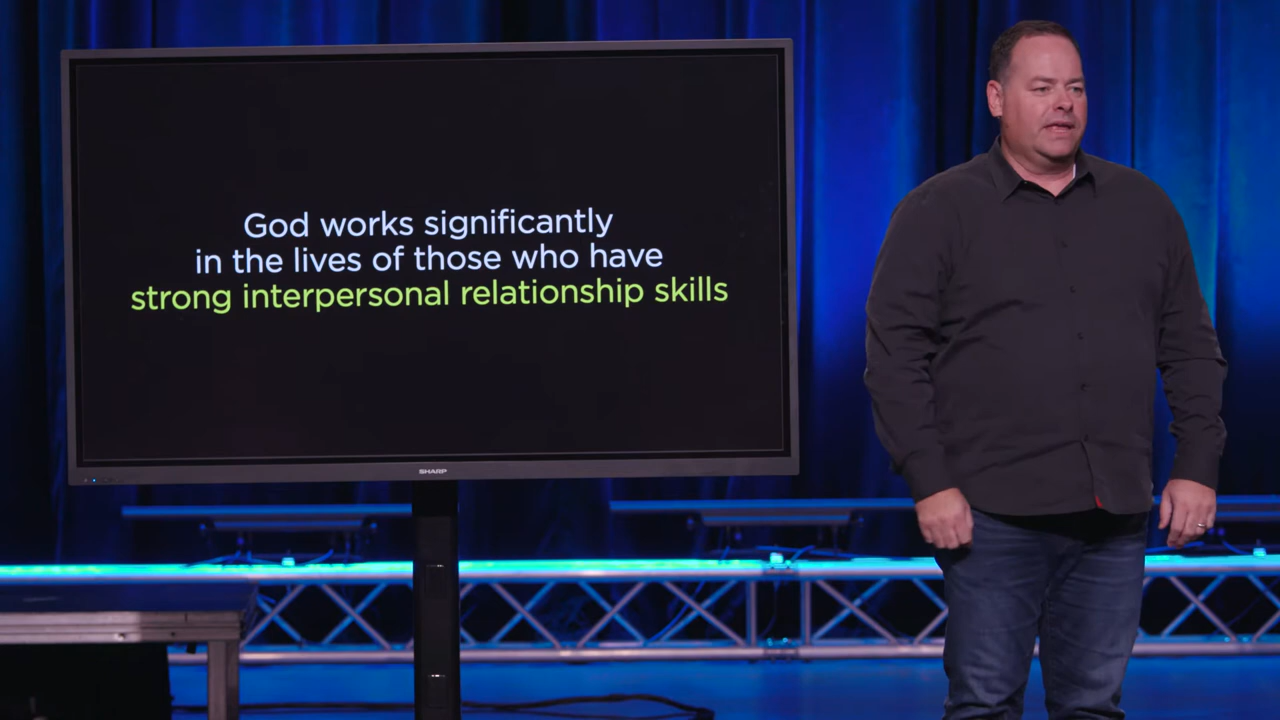 God works significantly
in the lives of those who have
strong interpersonal relationship skills
SHARP